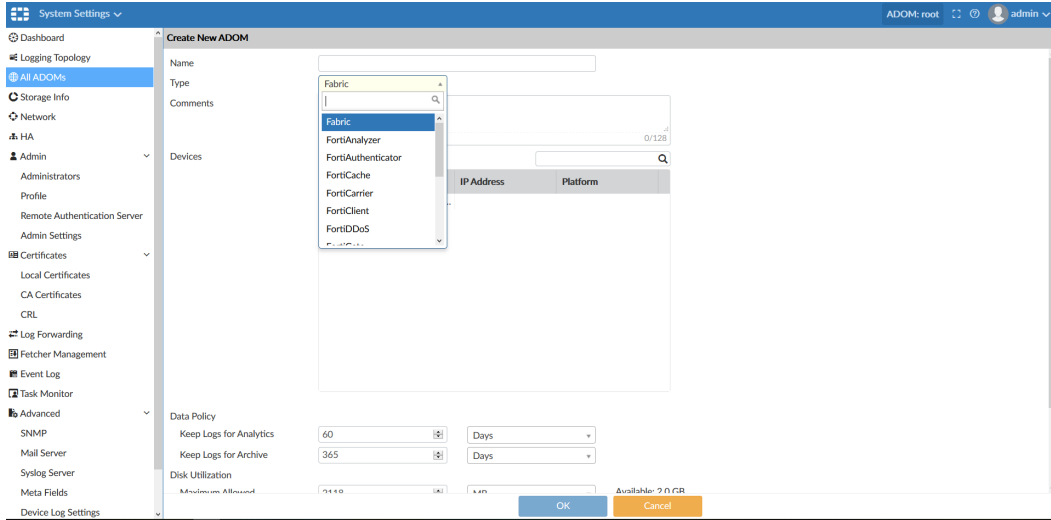 System Settings
ADOM: root
admin
Dashboard
Logging Topology
All ADOMs
Storage Info
Network
HA
Admin
Administrators
Profile
Remote Authentication Server
Admin Settings
Certificates
Local Certificates
CA Certificates
CRL
Log Forwarding
Fetcher Management
Event Log
Task Monitor
Advanced
SNMP
Mail Server
Syslog Server
Meta Fields
Device Log Settings
Create New ADOM
Name
Type
Fabric
Fabric
FortiAnalyzer
FortiAuthenticator
FortiCache
FortiCarrier
FortiClient
FortiDDoS
Comments
0/128
Devices
IP Address Platform
Data Policy
Keep Logs for Analytics 60 Days
Keep Logs for Archive 365 Days
Disk Utilization
Maximum Allowed 2118 MB Available: 2.0 GB
OK Cancel